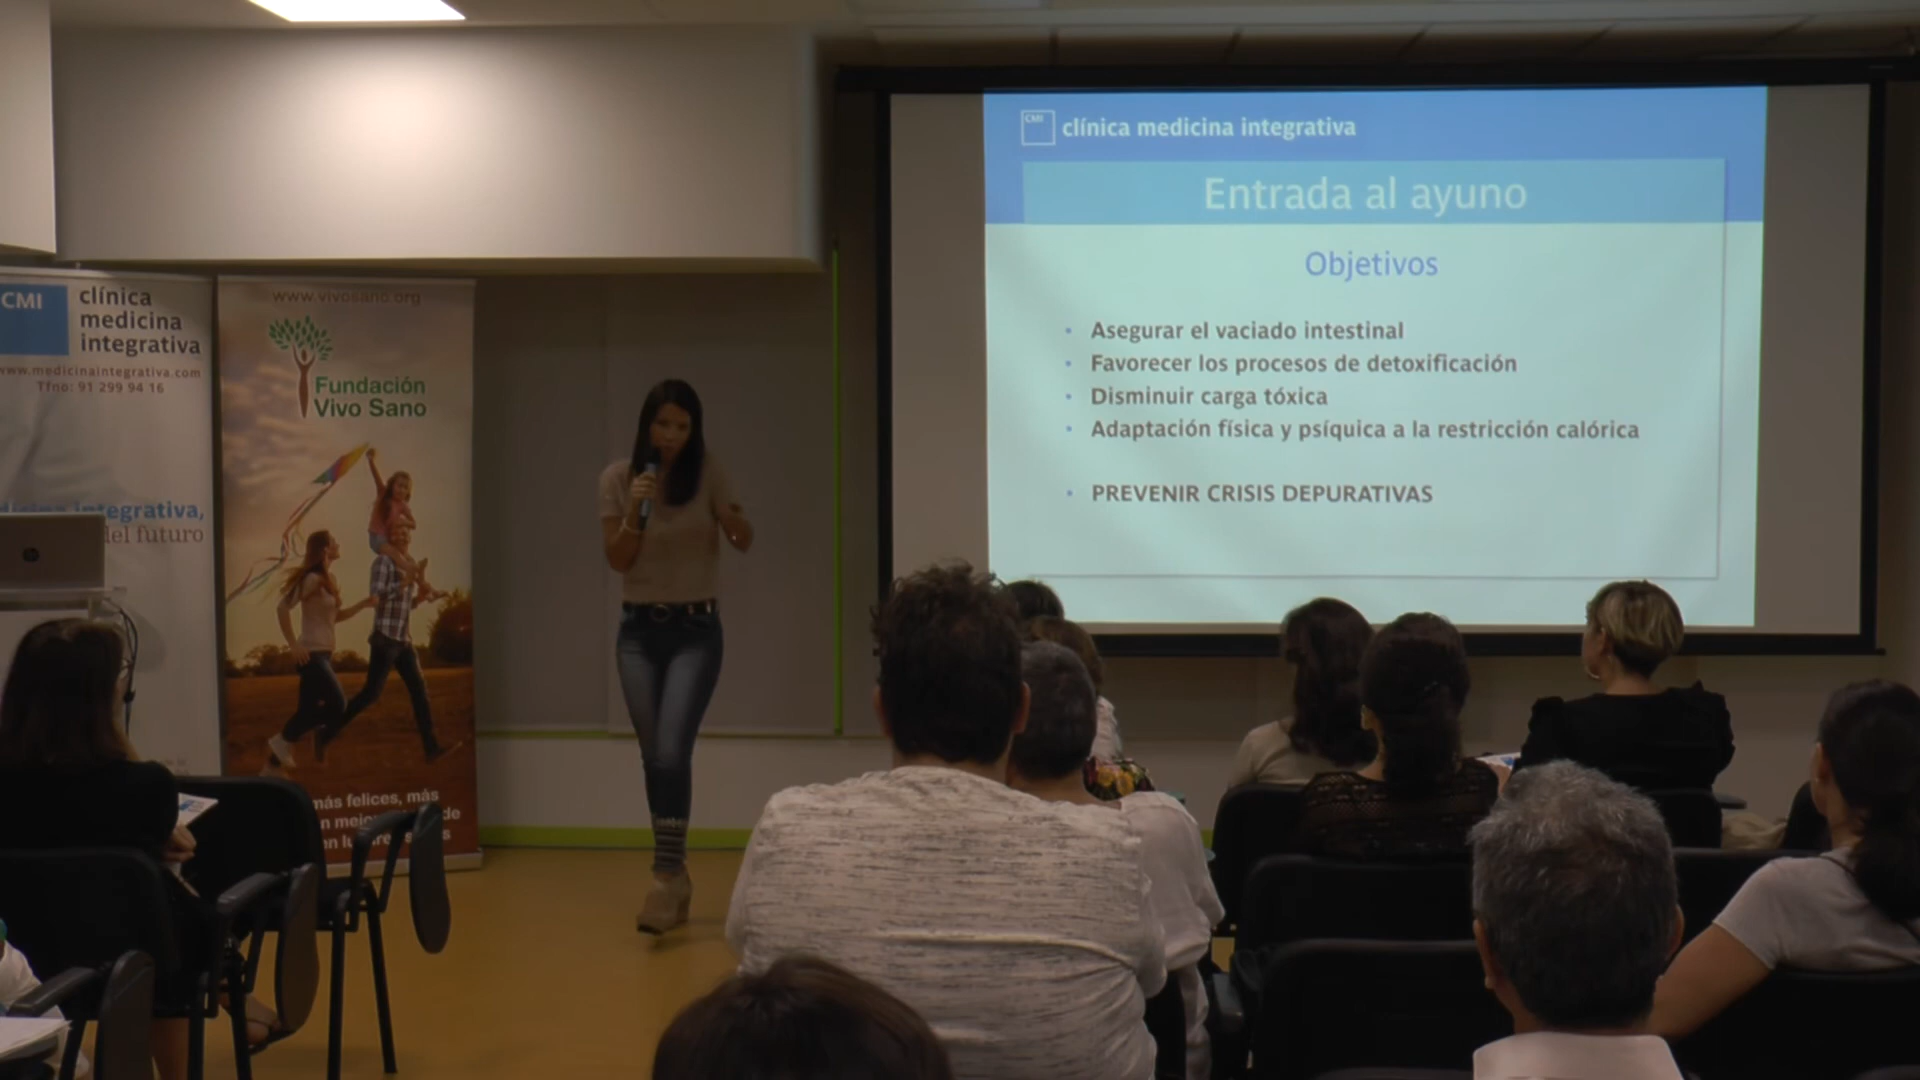 CMI
clínica
medicina
integrativa
www.medicinaintegrativa.com
Tfno: 91 299 94 16
integrativa,
del futuro
www.vivosano.org
Fundación
Vivo Sano
más felices, más
CMI
clínica medicina integrativa
Entrada al ayuno
Objetivos
• Asegurar el vaciado intestinal
• Favorecer los procesos de detoxificación
• Disminuir carga tóxica
• Adaptación física y psíquica a la restricción calórica
• PREVENIR CRISIS DEPURATIVAS